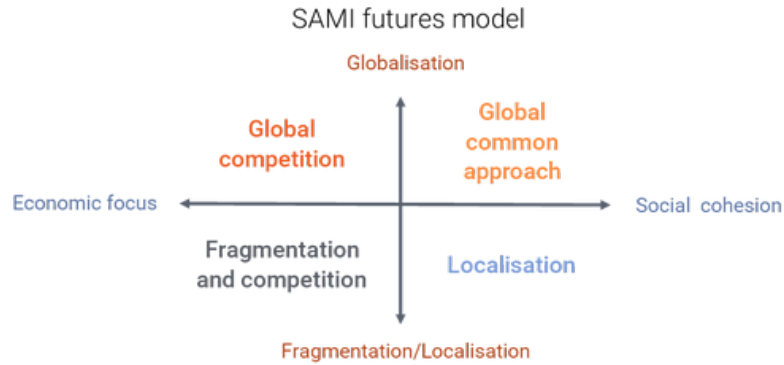 SAMI futures model
Globalisation
Global
competition
Global
common
approach
Economic focus
Social cohesion
Fragmentation
and competition
Localisation
Fragmentation/Localisation